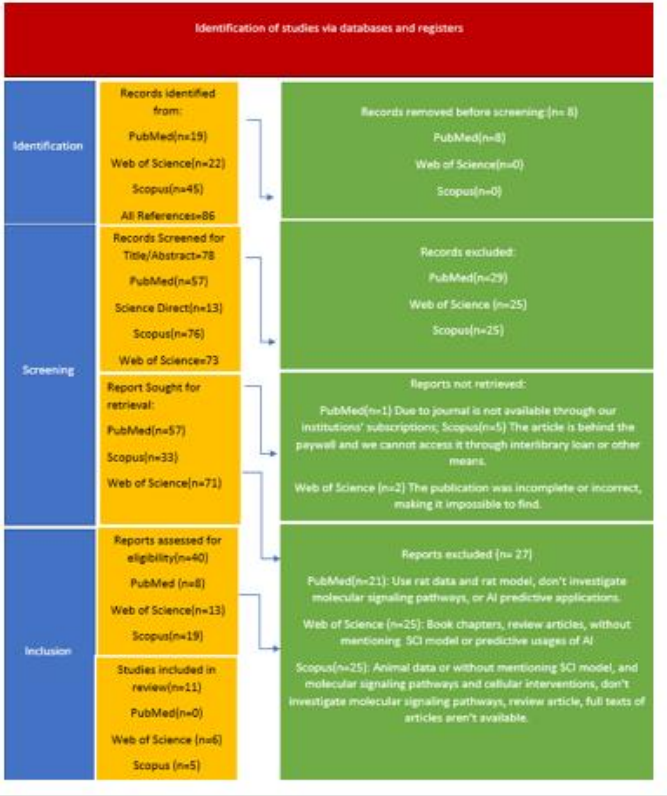 Identification of studies via databases and registers
Identification
Records identified
from:
PubMed(n=19)
Web of Science(n=22)
Scopus(n=45)
All References=86
Records removed before screening:(n= 8)
PubMed(n=8)
Web of Science(n=0)
Scopus(n=0)
Screening
Records Screened for
Title/Abstract=78
PubMed(n=57)
Science Direct(n=13)
Scopus(n=76)
Web of Science=73
Records excluded:
PubMed(n=29)
Web of Science (n=25)
Scopus(n=25)
Report Sought for
retrieval:
PubMed(n=57)
Scopus(n=33)
Web of Science(n=71)
Reports not retrieved:
PubMed(n=1) Due to journal is not available through our
institutions' subscriptions; Scopus(n=5) The article is behind the
paywall and we cannot access it through interlibrary loan or other
means.
Web of Science (n=2) The publication was incomplete or incorrect,
making it impossible to find.
Inclusion
Reports assessed for
eligibility(n=40)
PubMed (n=8)
Web of Science(n=13)
Scopus(n=19)
Reports excluded (n= 27)
PubMed(n=21): Use rat data and rat model, don't investigate
molecular signaling pathways, or AI predictive applications.
Web of Science (n=25): Book chapters, review articles, without
mentioning SCI model or predictive usages of AI
Scopus(n=25): Animal data or without mentioning SCI model, and
molecular signaling pathways and cellular interventions, don't
investigate molecular signaling pathways, review article, full texts of
articles aren't available.
Studies included in
review(n=11)
PubMed(n=0)
Web of Science (n=6)
Scopus (n=5)